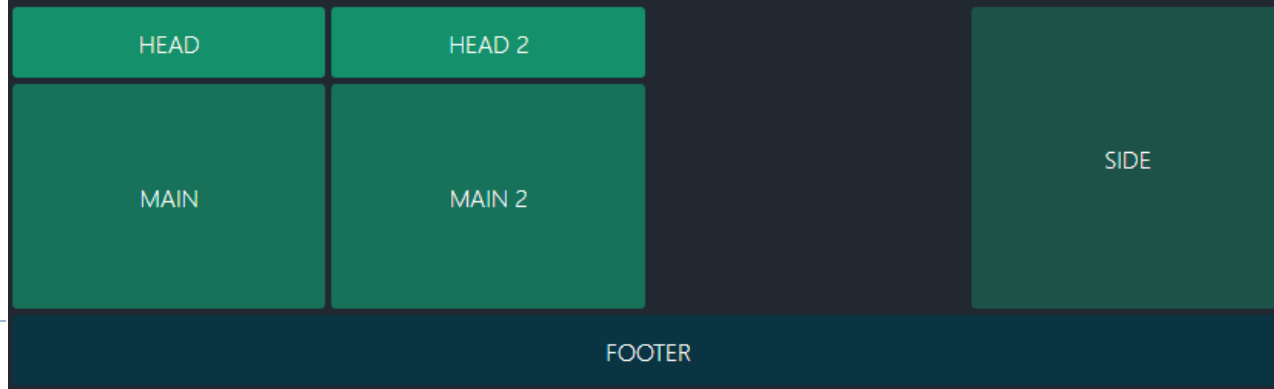 HEAD
HEAD 2
SIDE
MAIN
MAIN 2
FOOTER